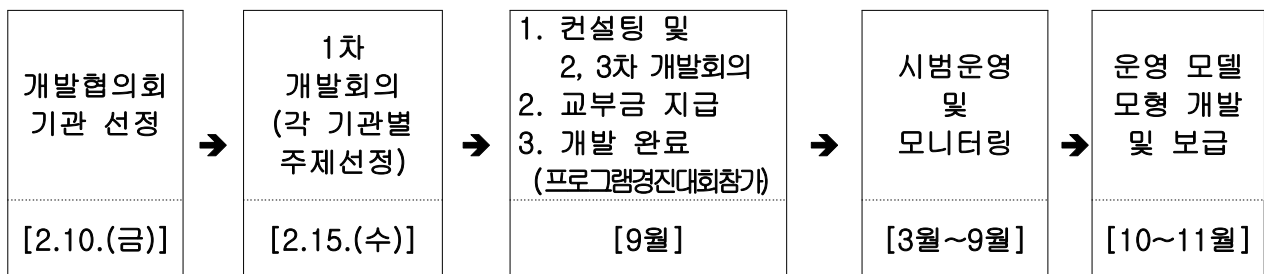 개발협의회
기관 선정
[2.10.(금)]
➔
1차
개발회의
(각 기관별
주제선정)
[2.15.(수)]
➔
1. 컨설팅 및
2, 3차 개발회의
2. 교부금 지급
3. 개발 완료
(프로그램경진대회참가)
[9월]
➔
시범운영
및
모니터링
[3월~9월]
➔
운영 모델
모형 개발
및 보급
[10~11월]